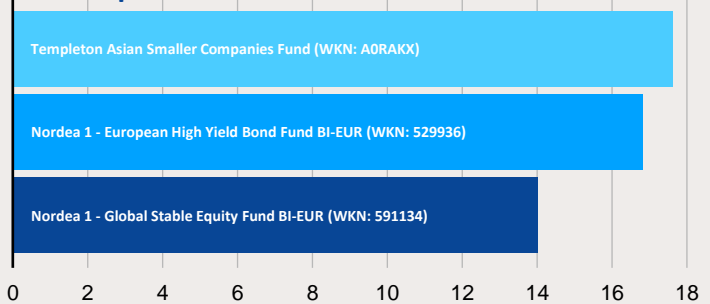 Templeton Asian Smaller Companies Fund (WKN: A0RAKX)
Nordea 1 - European High Yield Bond Fund BI-EUR (WKN: 529936)
Nordea 1 - Global Stable Equity Fund BI-EUR (WKN: 591134)
0 2 4 6 8 10 12 14 16 18